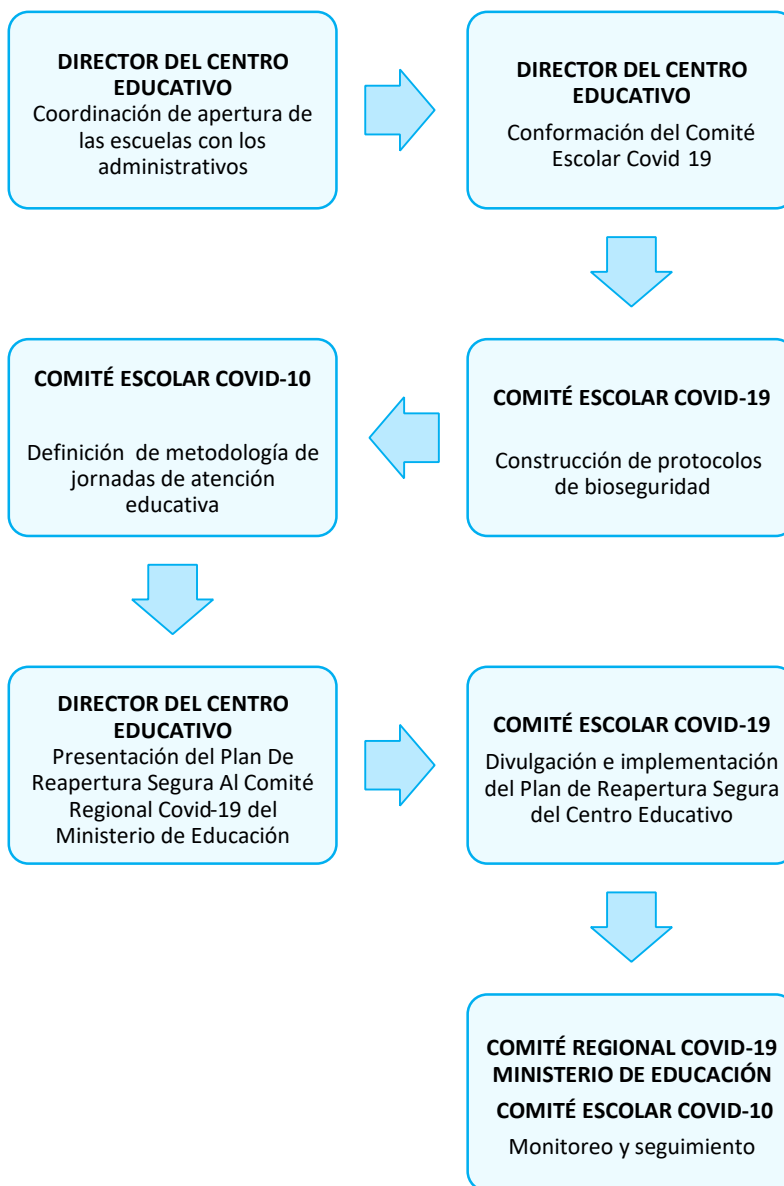 DIRECTOR DEL CENTRO
EDUCATIVO
Coordinación de apertura de
las escuelas con los
administrativos
DIRECTOR DEL CENTRO
EDUCATIVO
Conformación del Comité
Escolar Covid 19
COMITÉ ESCOLAR COVID-19
Construcción de protocolos
de bioseguridad
COMITÉ ESCOLAR COVID-10
Definición de metodología de
jornadas de atención
educativa
DIRECTOR DEL CENTRO
EDUCATIVO
Presentación del Plan De
Reapertura Segura Al Comité
Regional Covid-19 del
Ministerio de Educación
COMITÉ ESCOLAR COVID-19
Divulgación e implementación
del Plan de Reapertura Segura
del Centro Educativo
COMITÉ REGIONAL COVID-19
MINISTERIO DE EDUCACIÓN
COMITÉ ESCOLAR COVID-10
Monitoreo y seguimiento